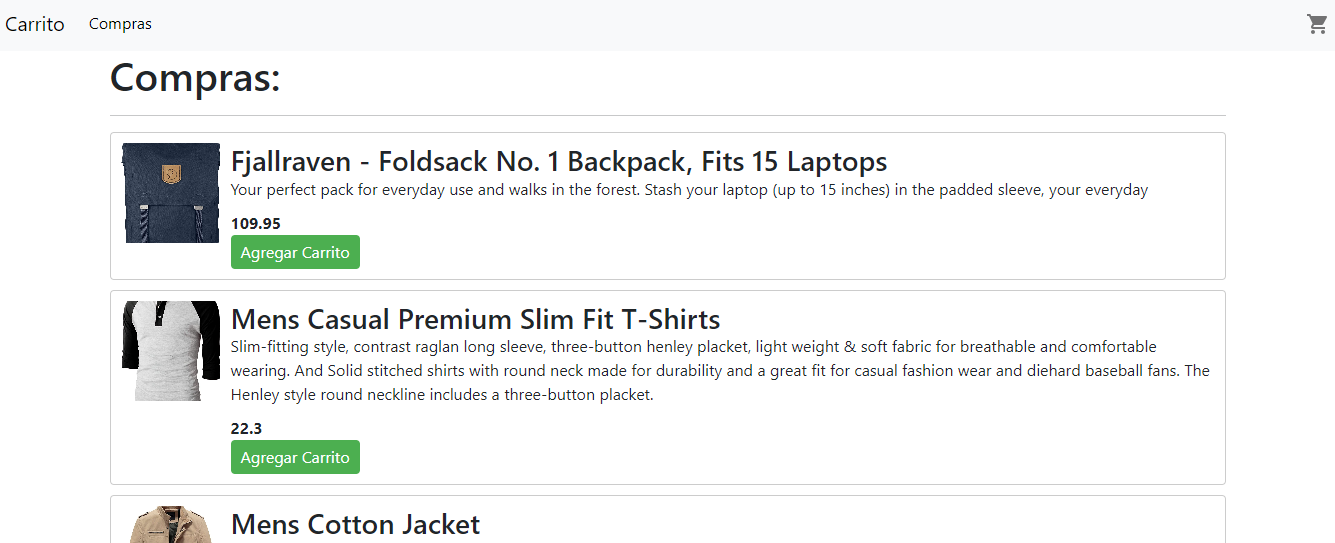 Carrito Compras
Compras:
Fjallraven - Foldsack No. 1 Backpack, Fits 15 Laptops
Your perfect pack for everyday use and walks in the forest. Stash your laptop (up to 15 inches) in the padded sleeve, your everyday
109.95
Agregar Carrito
Mens Casual Premium Slim Fit T-Shirts
Slim-fitting style, contrast raglan long sleeve, three-button henley placket, light weight & soft fabric for breathable and comfortable
wearing. And Solid stitched shirts with round neck made for durability and a great fit for casual fashion wear and diehard baseball fans. The
Henley style round neckline includes a three-button placket.
22.3
Agregar Carrito
Mens Cotton Jacket